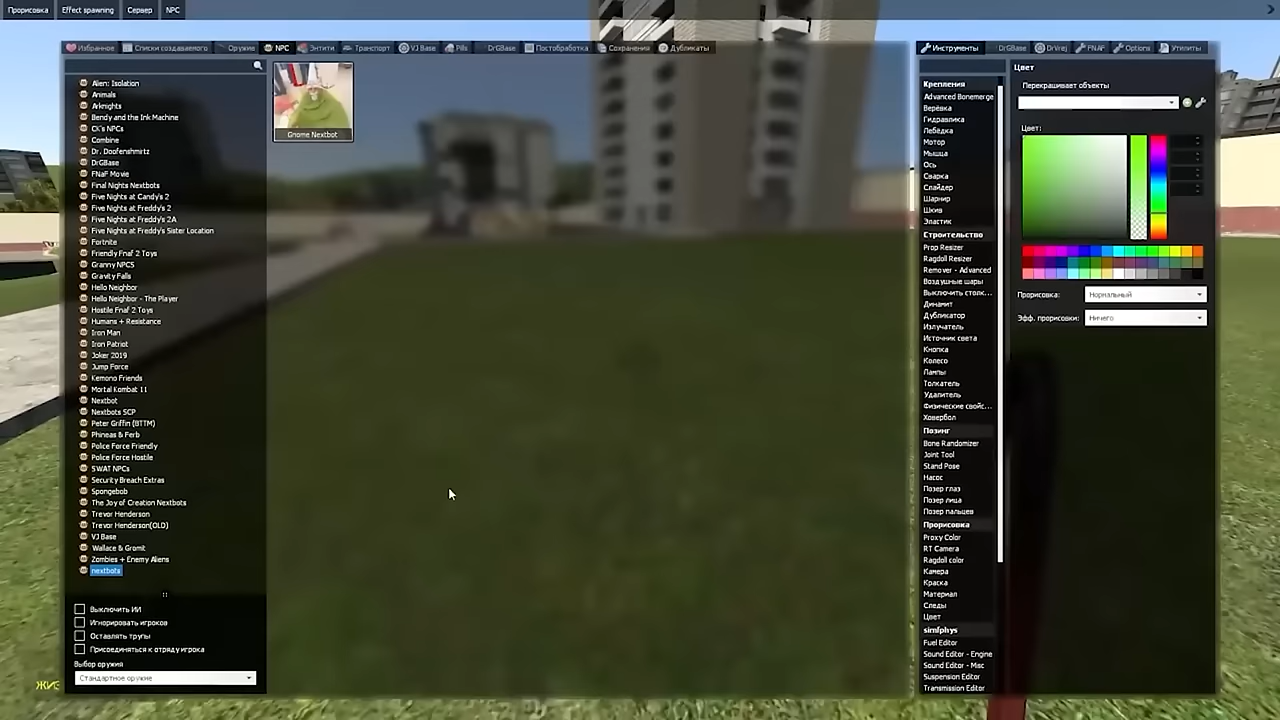 Прорисовка Effect spawning Сервер NPC
Избранное Списки создаваемого Оружие NPC Энтити Транспорт VJ Base Pills DrGBase Постобработка Сохранения Дубликаты
Alien: Isolation
Animals
Arknights
Bendy and the Ink Machine
Ck's NPCs
Combine
Dr. Doofenshmirtz
DrGBase
FNaF Movie
Final Nights Nextbots
Five Nights at Candy's 2
Five Nights at Freddy's 2
Five Nights at Freddy's 2A
Five Nights at Freddy's Sister Location
Fortnite
Friendly Fnaf 2 Toys
Granny NPCS
Gravity Falls
Hello Neighbor
Hello Neighbor - The Player
Hostile Fnaf 2 Toys
Humans + Resistance
Iron Man
Iron Patriot
Joker 2019
Jump Force
Kemono Friends
Mortal Kombat 11
Nextbot
Nextbots SCP
Peter Griffin (BTTM)
Phineas & Ferb
Police Force Friendly
Police Force Hostile
SWAT NPCs
Security Breach Extras
Spongebob
The Joy of Creation Nextbots
Trevor Henderson
Trevor Henderson(OLD)
VJ Base
Wallace & Gromit
Zombies + Enemy Aliens
nextbots
Выключить ИИ
Игнорировать игроков
Оставлять трупы
Присоединяться к отряду игрока
Выбор оружия
Стандартное оружие
Gnome Nextbot
Инструменты DrGBase DrVrej FNAF Options Утилиты
Крепления
Advanced Bonemerge
Верёвка
Гидравлика
Лебёдка
Мотор
Мышца
Ось
Сварка
Слайдер
Шарнир
Шкив
Эластик
Строительство
Prop Resizer
Ragdoll Resizer
Remover - Advanced
Воздушные шары
Выключить столк...
Динамит
Дубликатор
Излучатель
Источник света
Кнопка
Колесо
Лампы
Толкатель
Удалитель
Физические свойс...
Ховербол
Позинг
Bone Randomizer
Joint Tool
Stand Pose
Насос
Позер глаз
Позер лица
Позер пальцев
Прорисовка
Proxy Color
RT Camera
Ragdoll color
Камера
Краска
Материал
Следы
Цвет
simfphys
Fuel Editor
Sound Editor - Engine
Sound Editor - Misc
Suspension Editor
Transmission Editor
Цвет
Перекрашивает объекты
Цвет:
Прорисовка: Нормальный
Эфф. прорисовки: Ничего